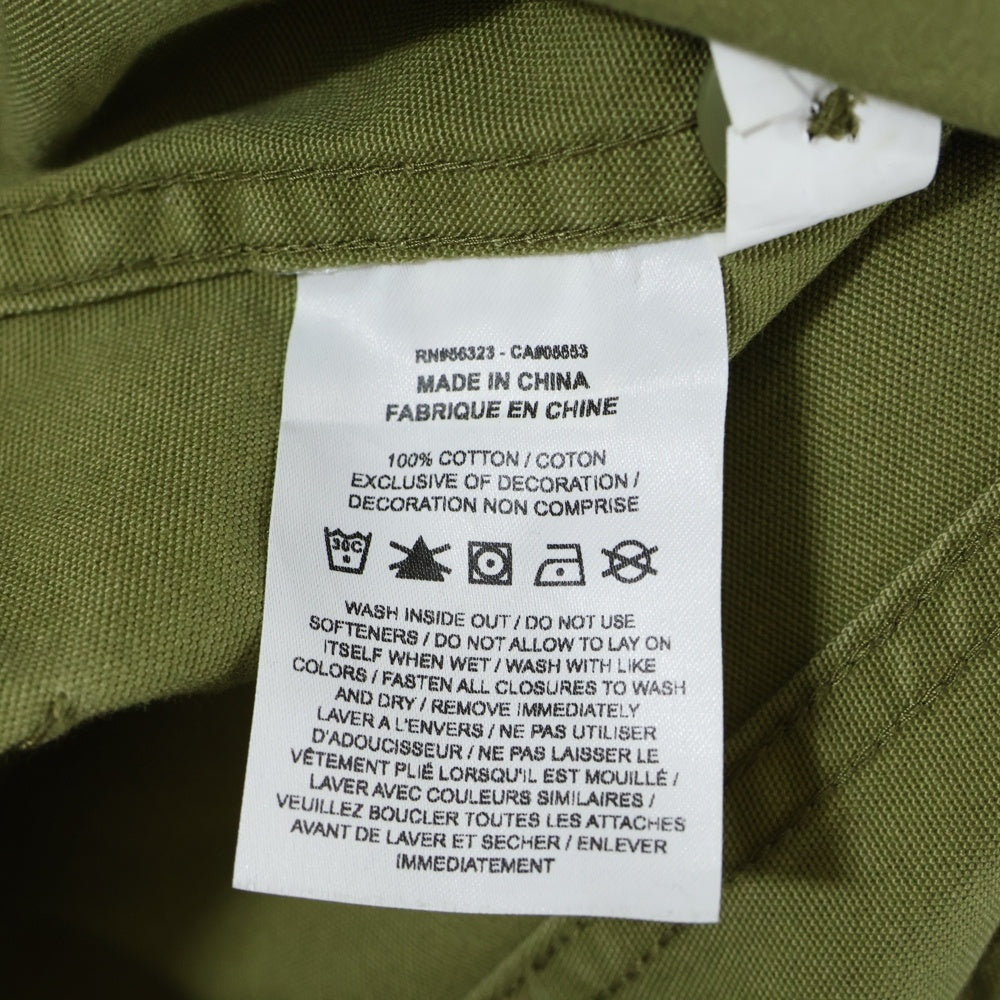 RN#56323 - CA#05553
MADE IN CHINA
FABRIQUE EN CHINE
100% COTTON / COTON
EXCLUSIVE OF DECORATION /
DECORATION NON COMPRISE
30C
WASH INSIDE OUT / DO NOT USE
SOFTENERS / DO NOT ALLOW TO LAY ON
ITSELF WHEN WET / WASH WITH LIKE
COLORS / FASTEN ALL CLOSURES TO WASH
AND DRY / REMOVE IMMEDIATELY
LAVER A L'ENVERS / NE PAS UTILISER
D'ADOUCISSEUR / NE PAS LAISSER LE
VÊTEMENT PLIÉ LORSQU'IL EST MOUILLÉ /
LAVER AVEC COULEURS SIMILAIRES /
VEUILLEZ BOUCLER TOUTES LES ATTACHES
AVANT DE LAVER ET SECHER / ENLEVER
IMMEDIATEMENT